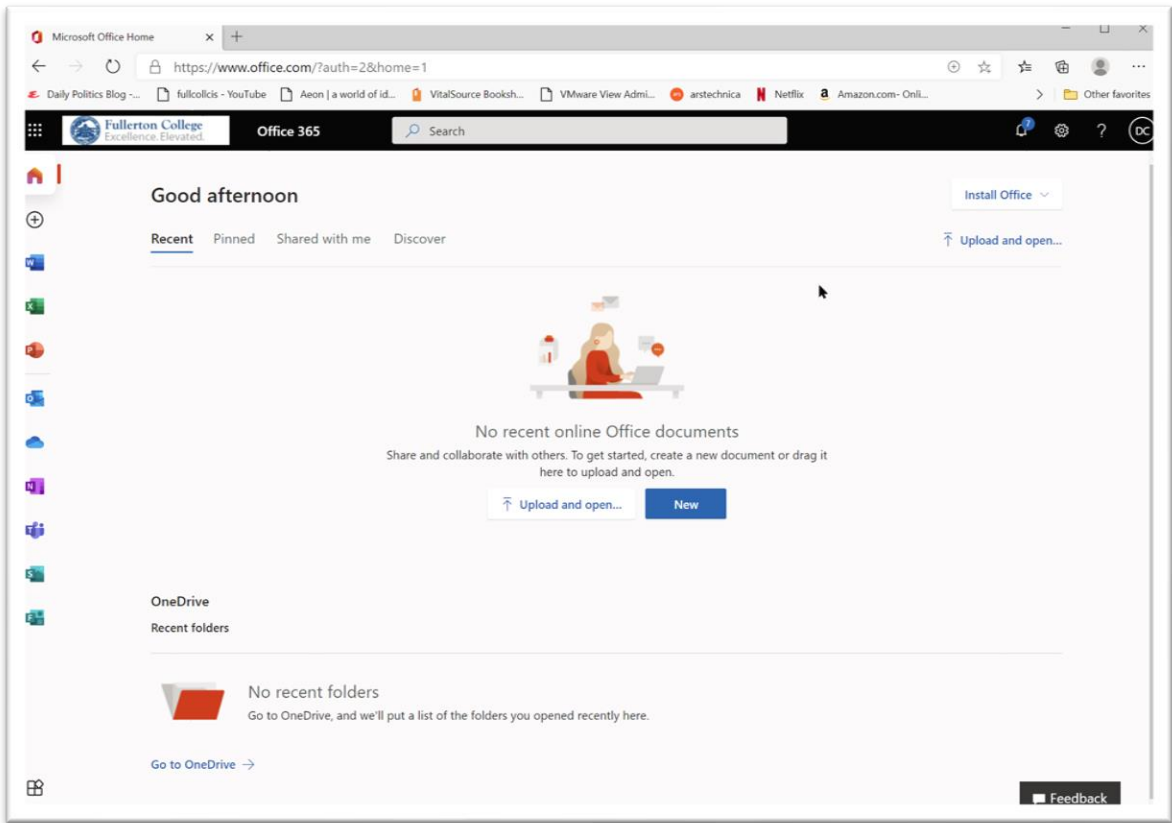 Microsoft Office Home
https://www.office.com/?auth=2&home=1
Daily Politics Blog -... fullcollcis - YouTube Aeon | a world of id... VitalSource Booksh... VMware View Admi... arstechnica Netflix Amazon.com- Onli... Other favorites
Fullerton College
Excellence. Elevated.
Office 365
Search
7
DC
Good afternoon
Install Office
Recent Pinned Shared with me Discover
Upload and open...
No recent online Office documents
Share and collaborate with others. To get started, create a new document or drag it
here to upload and open.
Upload and open... New
OneDrive
Recent folders
No recent folders
Go to OneDrive, and we'll put a list of the folders you opened recently here.
Go to OneDrive
Feedback